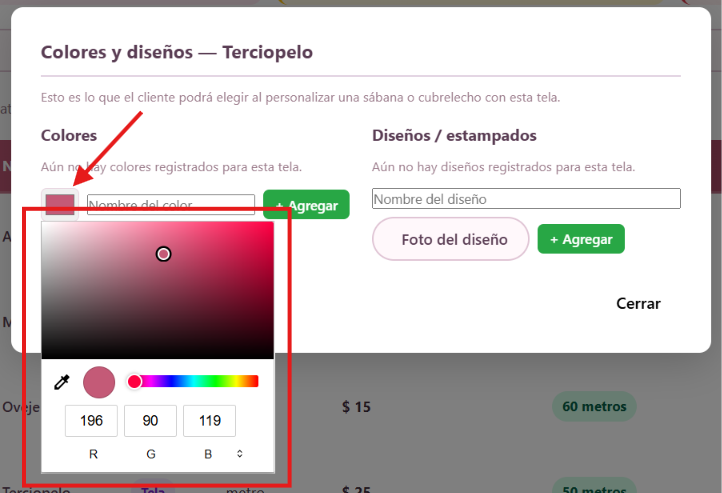 Colores y diseños — Terciopelo
Esto es lo que el cliente podrá elegir al personalizar una sábana o cubrelecho con esta tela.
Colores
Aún no hay colores registrados para esta tela.
Nombre del color
+ Agregar
Diseños / estampados
Aún no hay diseños registrados para esta tela.
Nombre del diseño
Foto del diseño
+ Agregar
Cerrar
196 90 119
R G B
Oveje $ 15 60 metros
Terciopelo Tela metro $ 25 50 metros